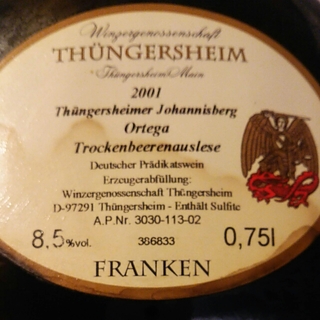 Winzergenossenschaft
THÜNGERSHEIM
Thüngersheim/Main
2001
Thüngersheimer Johannisberg
Ortega
Trockenbeerenauslese
Deutscher Prädikatswein
Erzeugerabfüllung:
Winzergenossenschaft Thüngersheim
D-97291 Thüngersheim - Enthält Sulfite
A.P.Nr. 3030-113-02
8,5%vol.
386833
0,75l
FRANKEN